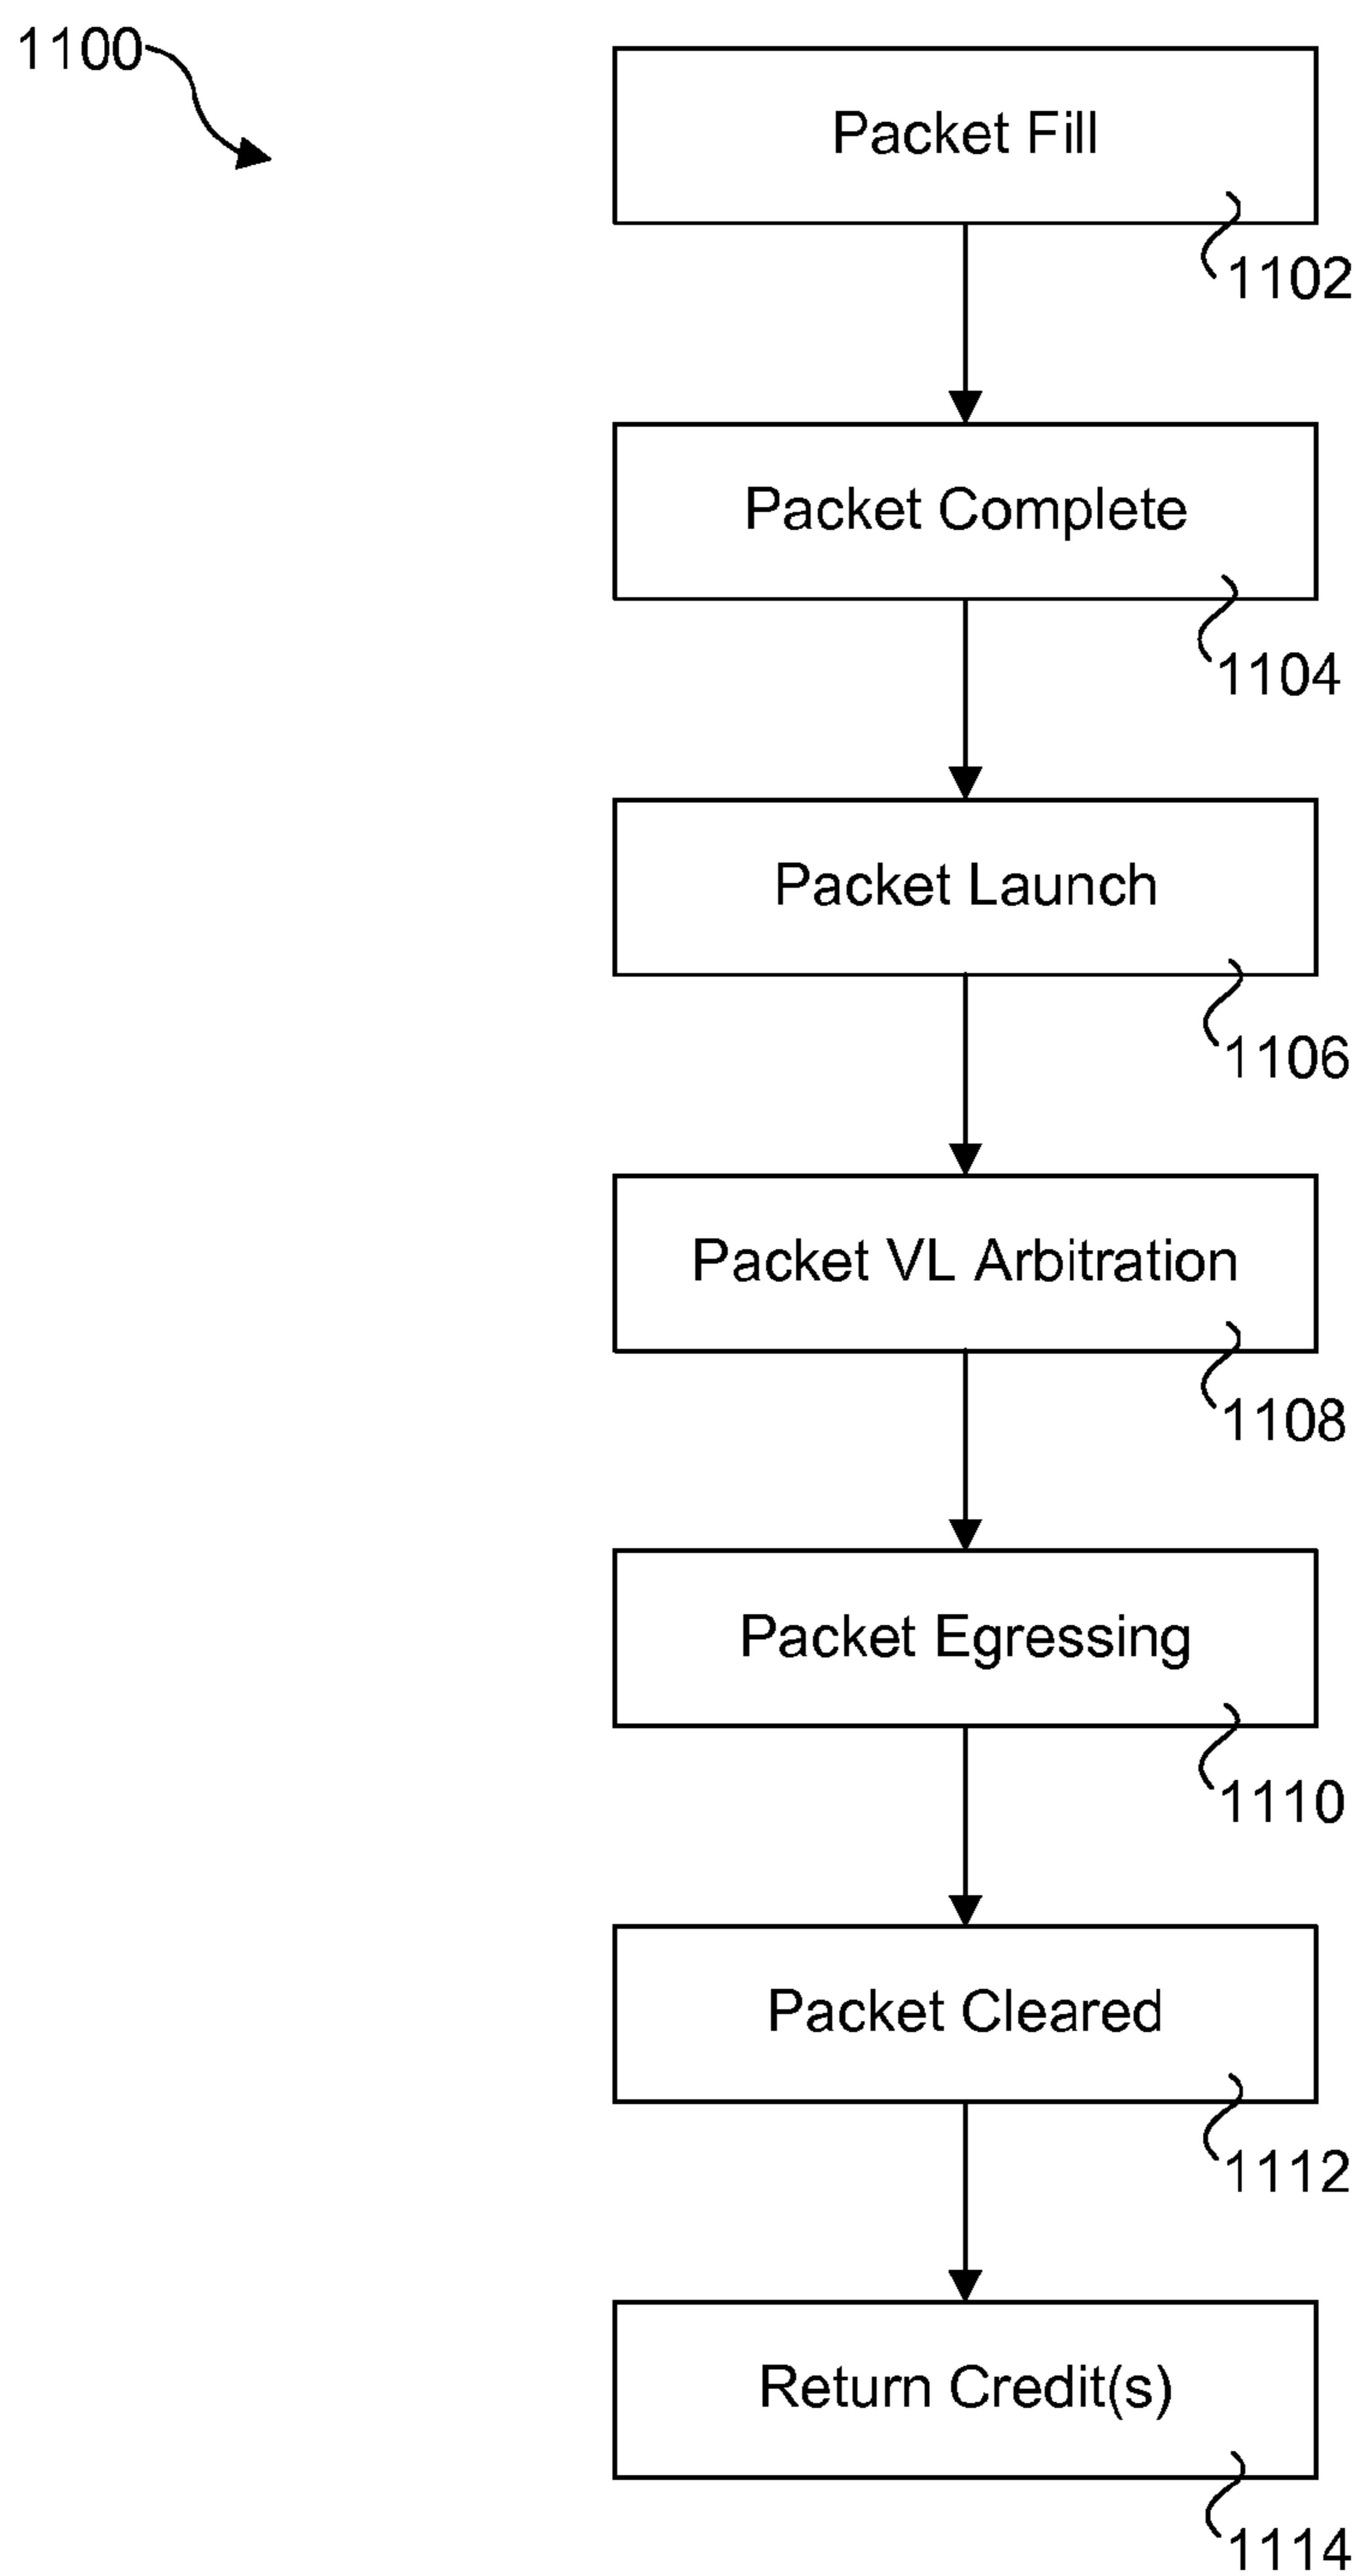 1100
Packet Fill
1102
Packet Complete
1104
Packet Launch
1106
Packet VL Arbitration
1108
Packet Egressing
1110
Packet Cleared
1112
Return Credit(s)
1114